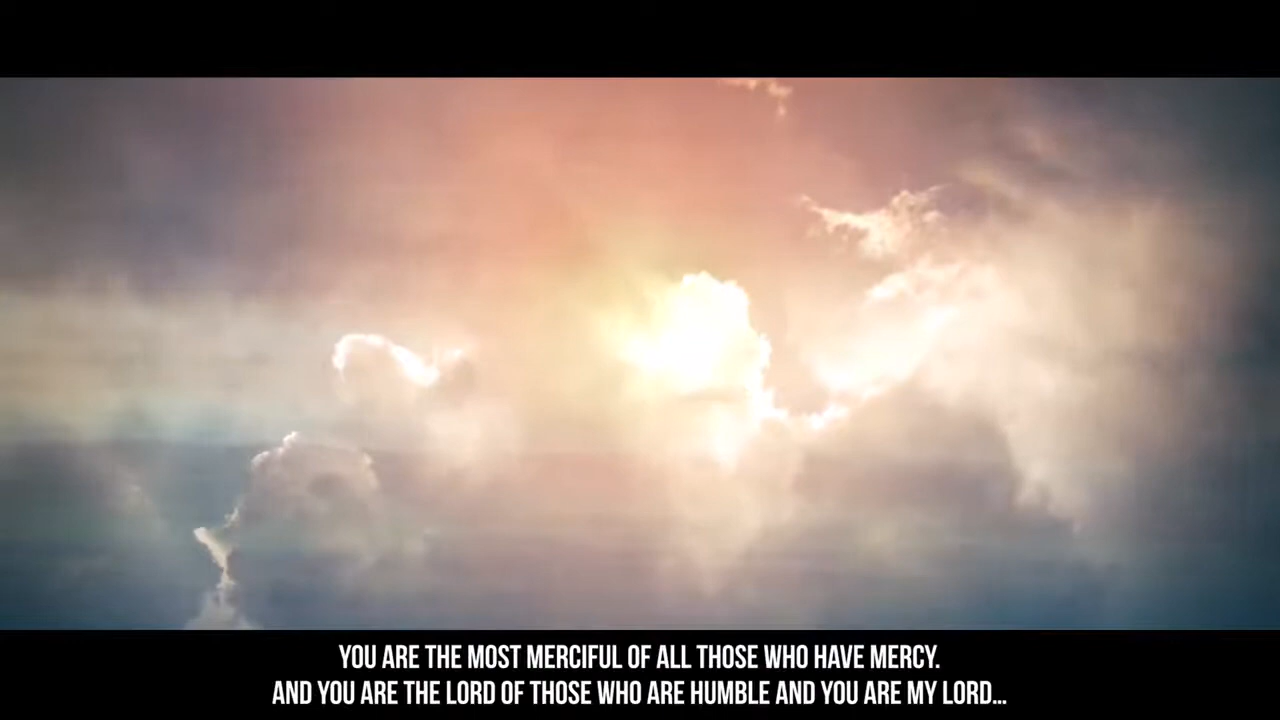 YOU ARE THE MOST MERCIFUL OF ALL THOSE WHO HAVE MERCY.
AND YOU ARE THE LORD OF THOSE WHO ARE HUMBLE AND YOU ARE MY LORD...